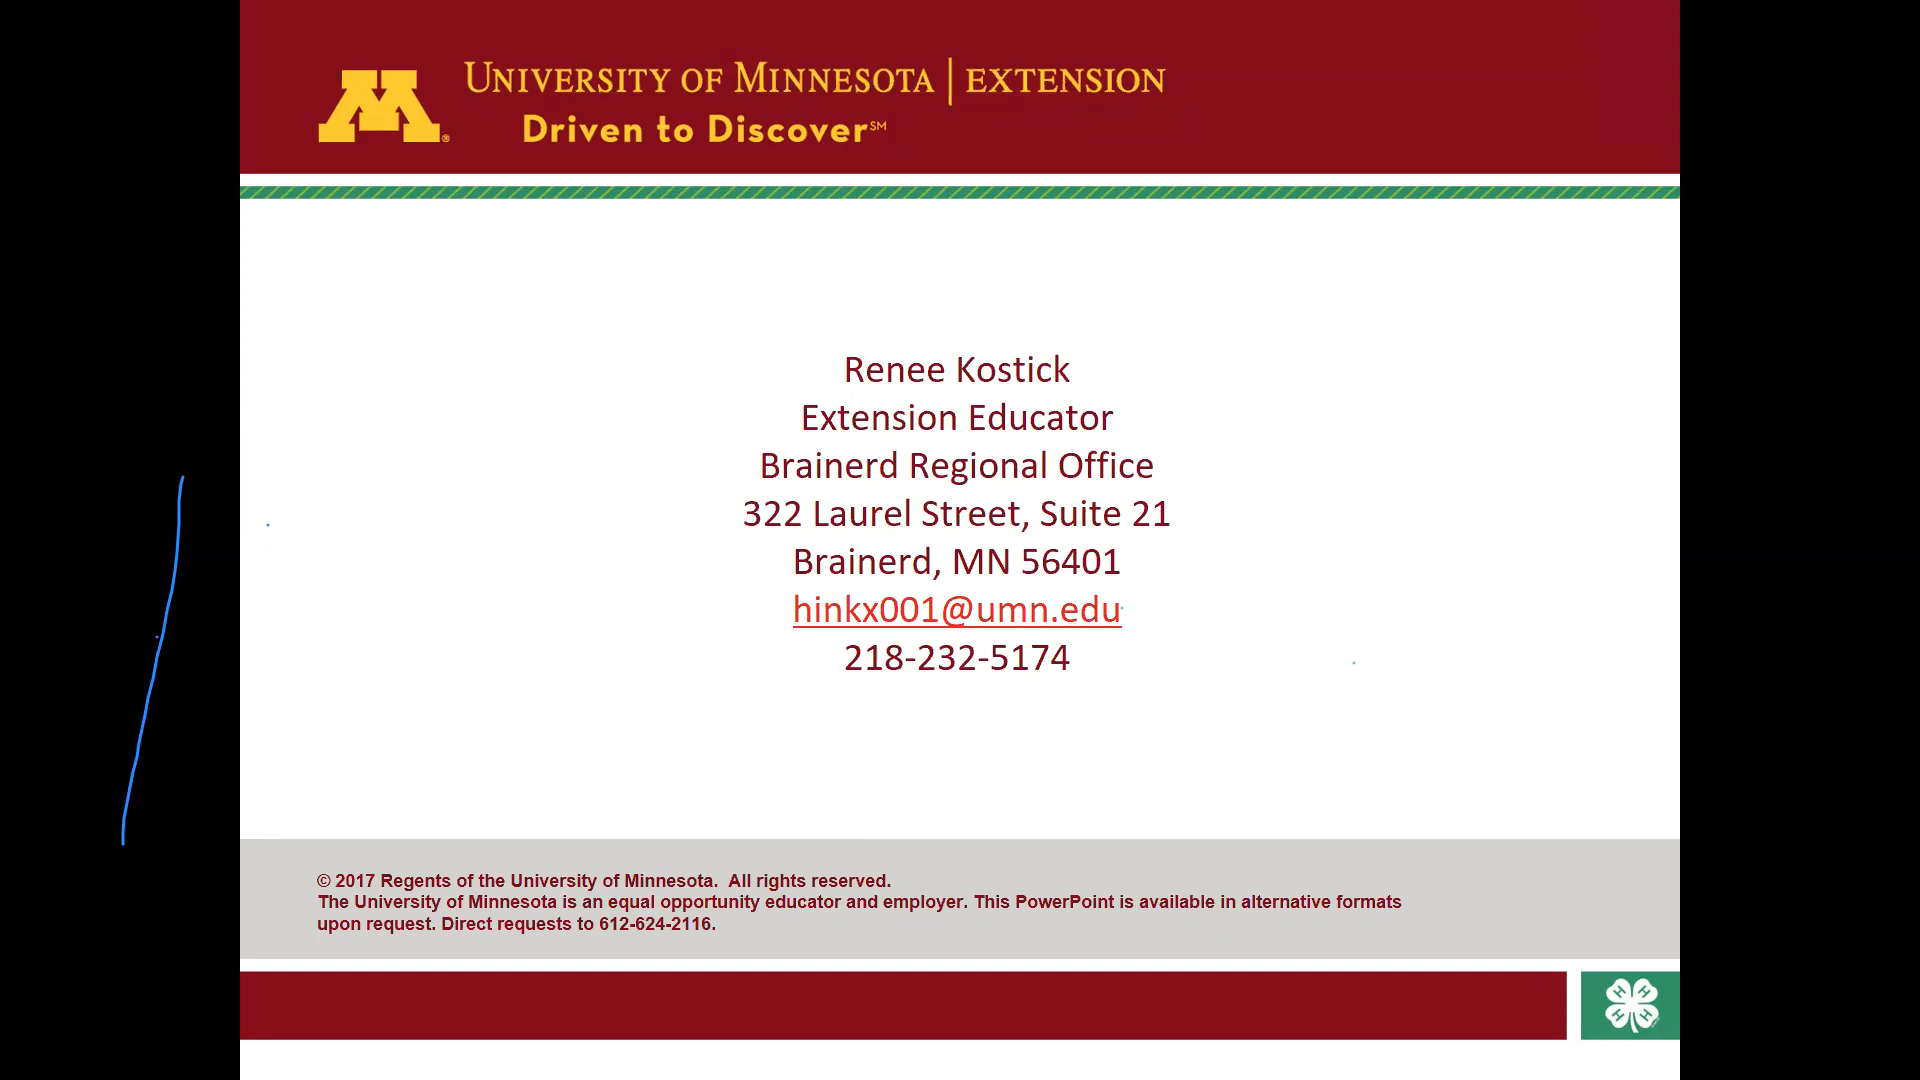 UNIVERSITY OF MINNESOTA | EXTENSION
Driven to Discover℠
Renee Kostick
Extension Educator
Brainerd Regional Office
322 Laurel Street, Suite 21
Brainerd, MN 56401
hinkx001@umn.edu
218-232-5174
© 2017 Regents of the University of Minnesota.  All rights reserved.
The University of Minnesota is an equal opportunity educator and employer. This PowerPoint is available in alternative formats
upon request. Direct requests to 612-624-2116.